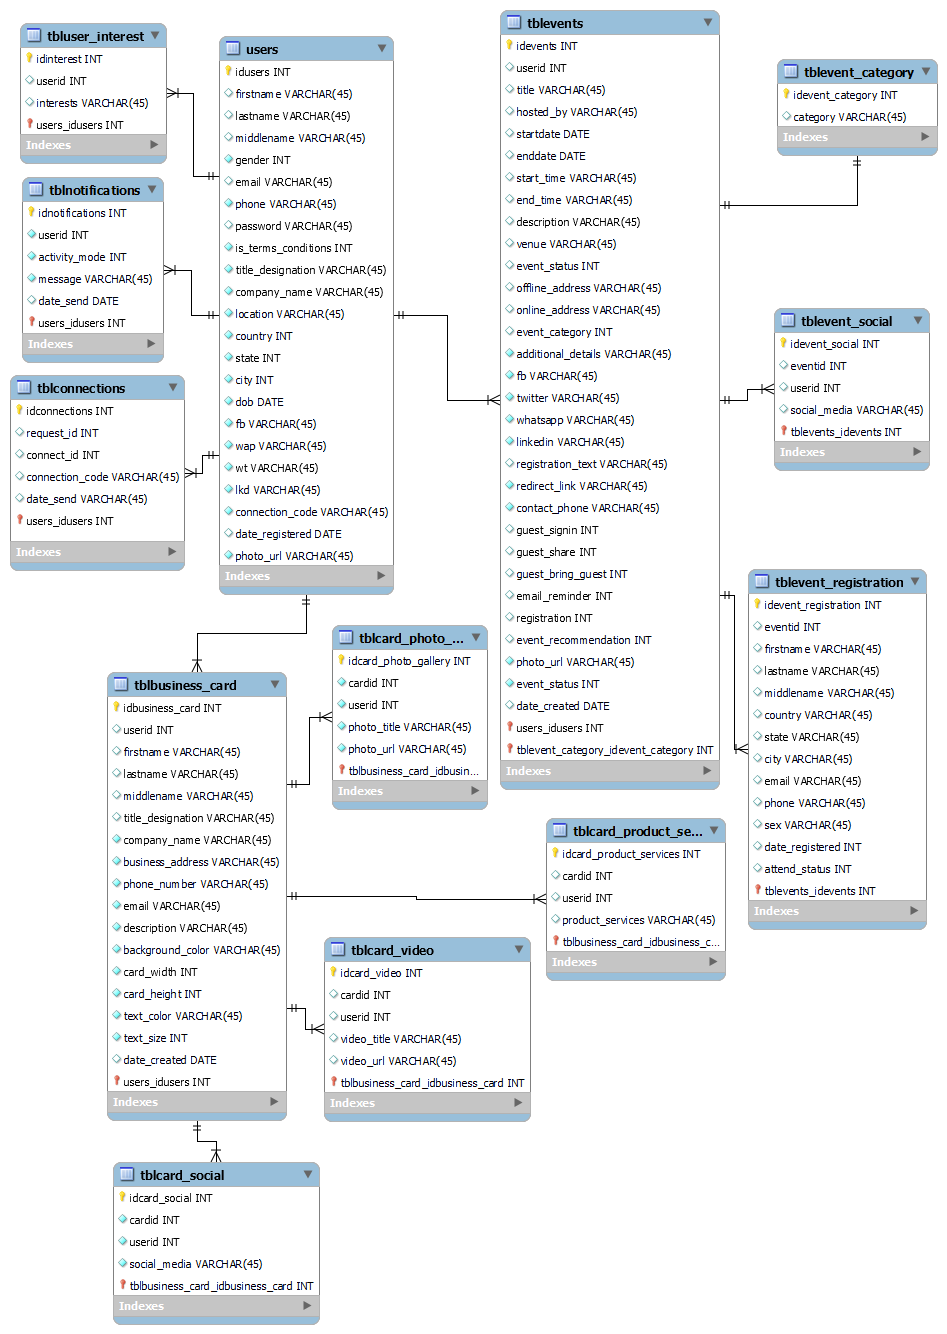 tbluser_interest
idinterest INT
userid INT
interests VARCHAR(45)
users_idusers INT
Indexes
tblnotifications
idnotifications INT
userid INT
activity_mode INT
message VARCHAR(45)
date_send DATE
users_idusers INT
Indexes
tblconnections
idconnections INT
request_id INT
connect_id INT
connection_code VARCHAR(45)
date_send VARCHAR(45)
users_idusers INT
Indexes
users
idusers INT
firstname VARCHAR(45)
lastname VARCHAR(45)
middlename VARCHAR(45)
gender INT
email VARCHAR(45)
phone VARCHAR(45)
password VARCHAR(45)
is_terms_conditions INT
title_designation VARCHAR(45)
company_name VARCHAR(45)
location VARCHAR(45)
country INT
state INT
city INT
dob DATE
fb VARCHAR(45)
wap VARCHAR(45)
wt VARCHAR(45)
lkd VARCHAR(45)
connection_code VARCHAR(45)
date_registered DATE
photo_url VARCHAR(45)
Indexes
tblevents
idevents INT
userid INT
title VARCHAR(45)
hosted_by VARCHAR(45)
startdate DATE
enddate DATE
start_time VARCHAR(45)
end_time VARCHAR(45)
description VARCHAR(45)
venue VARCHAR(45)
event_status INT
offline_address VARCHAR(45)
online_address VARCHAR(45)
event_category INT
additional_details VARCHAR(45)
fb VARCHAR(45)
twitter VARCHAR(45)
whatsapp VARCHAR(45)
linkedin VARCHAR(45)
registration_text VARCHAR(45)
redirect_link VARCHAR(45)
contact_phone VARCHAR(45)
guest_signin INT
guest_share INT
guest_bring_guest INT
email_reminder INT
registration INT
event_recommendation INT
photo_url VARCHAR(45)
event_status INT
date_created DATE
users_idusers INT
tblevent_category_idevent_category INT
Indexes
tblevent_category
idevent_category INT
category VARCHAR(45)
Indexes
tblevent_social
idevent_social INT
eventid INT
userid INT
social_media VARCHAR(45)
tblevents_idevents INT
Indexes
tblevent_registration
idevent_registration INT
eventid INT
firstname VARCHAR(45)
lastname VARCHAR(45)
middlename VARCHAR(45)
country VARCHAR(45)
state VARCHAR(45)
city VARCHAR(45)
email VARCHAR(45)
phone VARCHAR(45)
sex VARCHAR(45)
date_registered INT
attend_status INT
tblevents_idevents INT
Indexes
tblbusiness_card
idbusiness_card INT
userid INT
firstname VARCHAR(45)
lastname VARCHAR(45)
middlename VARCHAR(45)
title_designation VARCHAR(45)
company_name VARCHAR(45)
business_address VARCHAR(45)
phone_number VARCHAR(45)
email VARCHAR(45)
description VARCHAR(45)
background_color VARCHAR(45)
card_width INT
card_height INT
text_color VARCHAR(45)
text_size INT
date_created DATE
users_idusers INT
Indexes
tblcard_photo_...
idcard_photo_gallery INT
cardid INT
userid INT
photo_title VARCHAR(45)
photo_url VARCHAR(45)
tblbusiness_card_idbusin...
Indexes
tblcard_product_se...
idcard_product_services INT
cardid INT
userid INT
product_services VARCHAR(45)
tblbusiness_card_idbusiness_c...
Indexes
tblcard_video
idcard_video INT
cardid INT
userid INT
video_title VARCHAR(45)
video_url VARCHAR(45)
tblbusiness_card_idbusiness_card INT
Indexes
tblcard_social
idcard_social INT
cardid INT
userid INT
social_media VARCHAR(45)
tblbusiness_card_idbusiness_card INT
Indexes